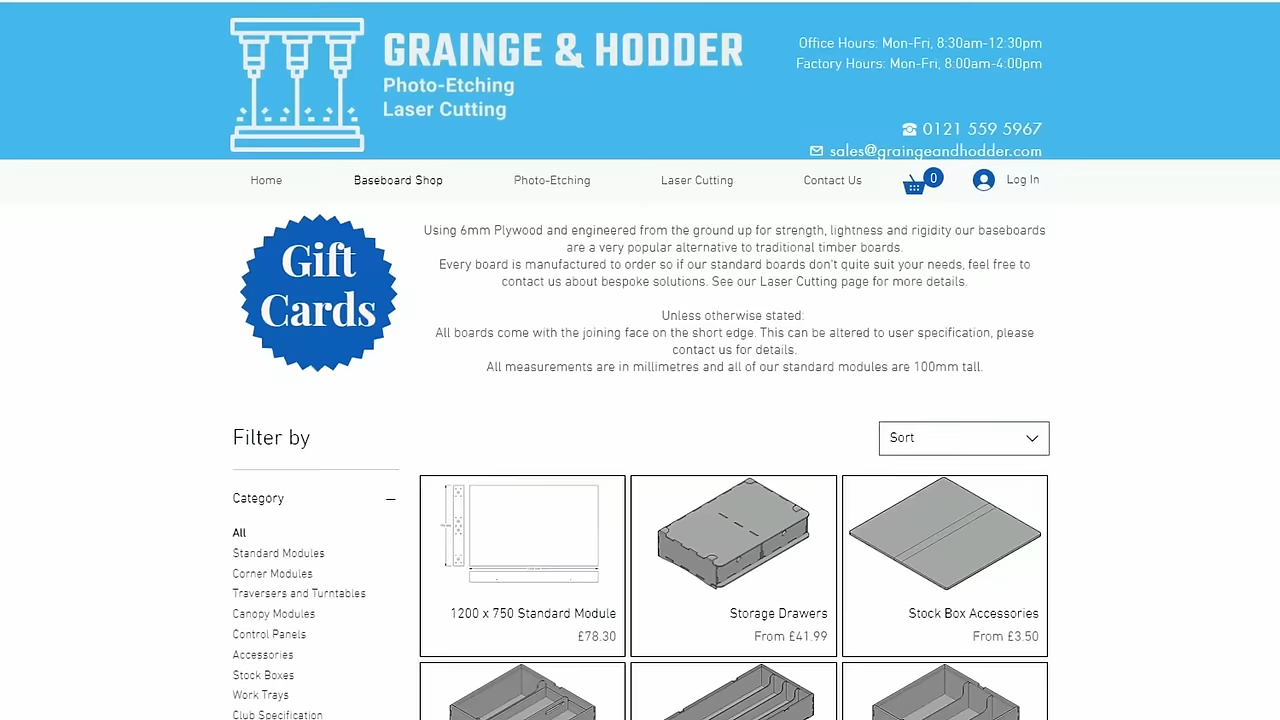 GRAINGE & HODDER
Photo-Etching
Laser Cutting
Office Hours: Mon-Fri, 8:30am-12:30pm
Factory Hours: Mon-Fri, 8:00am-4:00pm
0121 559 5967
sales@graingeandhodder.com
Home
Baseboard Shop
Photo-Etching
Laser Cutting
Contact Us
0
Log In
Gift
Cards
Using 6mm Plywood and engineered from the ground up for strength, lightness and rigidity our baseboards
are a very popular alternative to traditional timber boards.
Every board is manufactured to order so if our standard boards don't quite suit your needs, feel free to
contact us about bespoke solutions. See our Laser Cutting page for more details.
Unless otherwise stated:
All boards come with the joining face on the short edge. This can be altered to user specification, please
contact us for details.
All measurements are in millimetres and all of our standard modules are 100mm tall.
Filter by
Sort
Category
All
Standard Modules
Corner Modules
Traversers and Turntables
Canopy Modules
Control Panels
Accessories
Stock Boxes
Work Trays
Club Specification
1200 x 750 Standard Module
£78.30
Storage Drawers
From £41.99
Stock Box Accessories
From £3.50